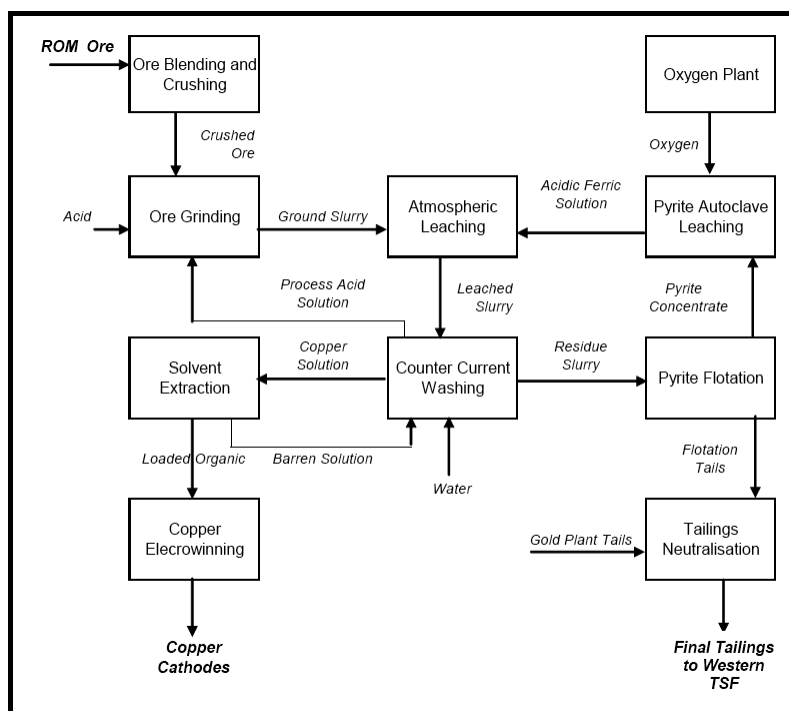 ROM Ore
Ore Blending and
Crushing
Oxygen Plant
Crushed
Ore
Oxygen
Acid
Ore Grinding
Ground Slurry
Atmospheric
Leaching
Acidic Ferric
Solution
Pyrite Autoclave
Leaching
Process Acid
Solution
Leached
Slurry
Pyrite
Concentrate
Solvent
Extraction
Copper
Solution
Counter Current
Washing
Residue
Slurry
Pyrite Flotation
Loaded Organic
Barren Solution
Water
Flotation
Tails
Copper
Elecrowinning
Gold Plant Tails
Tailings
Neutralisation
Copper
Cathodes
Final Tailings
to Western
TSF